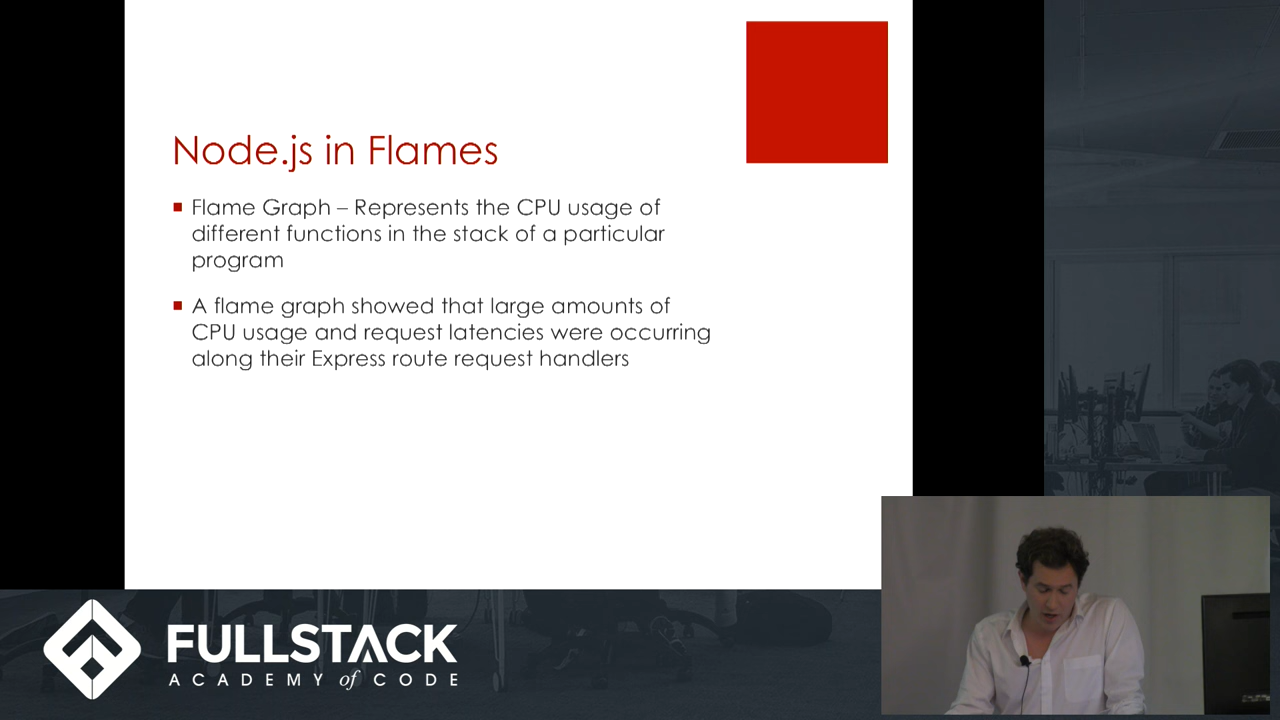 Node.js in Flames
Flame Graph – Represents the CPU usage of
different functions in the stack of a particular
program
A flame graph showed that large amounts of
CPU usage and request latencies were occurring
along their Express route request handlers
FULLSTACK
ACADEMY of CODE